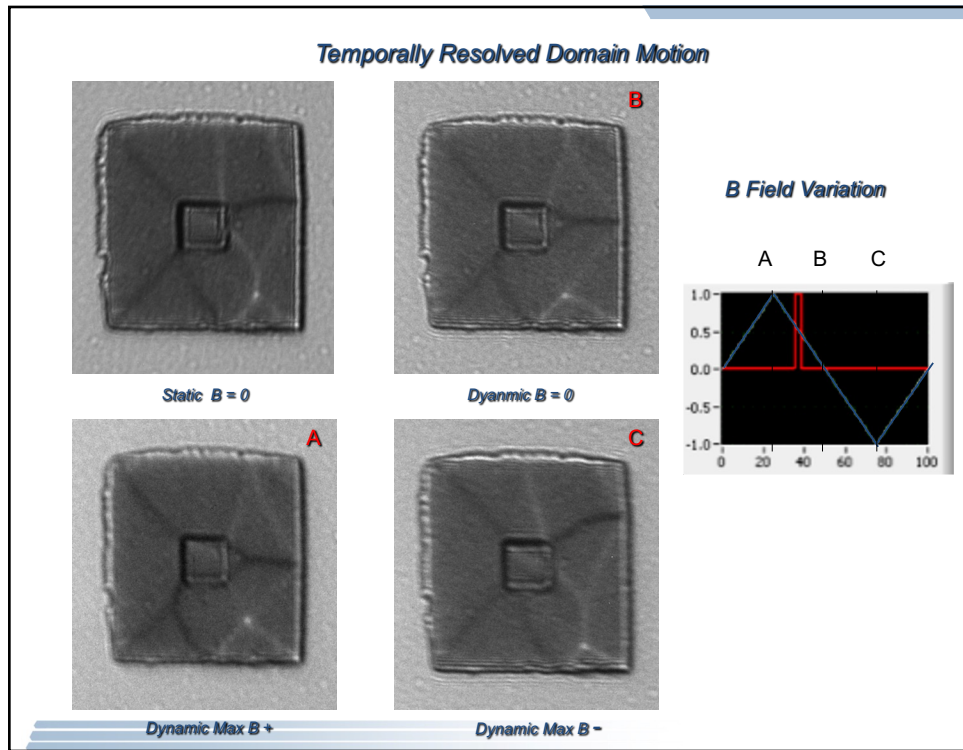 Temporally Resolved Domain Motion
B
Static B = 0
Dyanmic B = 0
A
C
Dynamic Max B +
Dynamic Max B -
B Field Variation
A B C
1.0
0.5
0.0
-0.5
-1.0
0 20 40 60 80 100